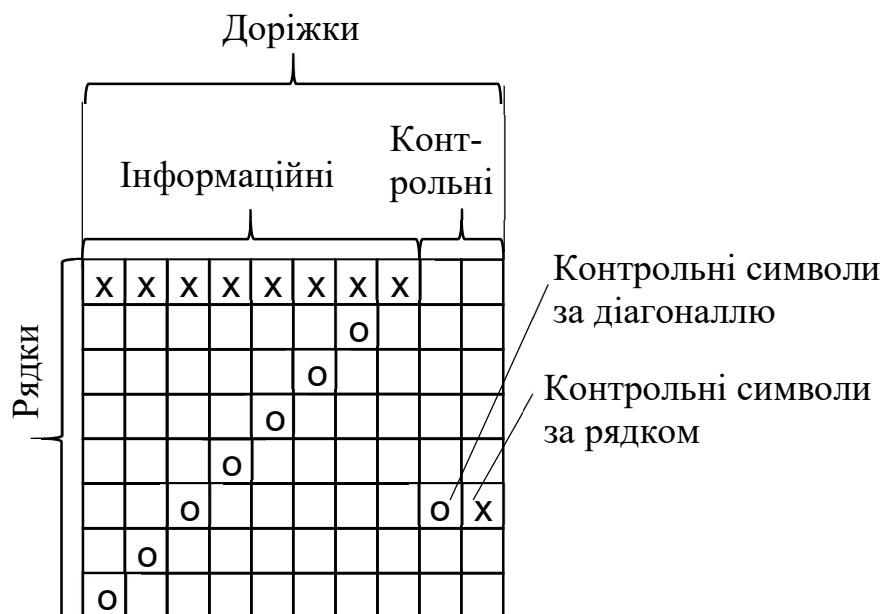 Доріжки
Конт-
рольні
Інформаційні
Контрольні символи
за діагоналлю
Контрольні символи
за рядком
Рядки
x x x x x x x x
o
o
o
o
o o x
o
o